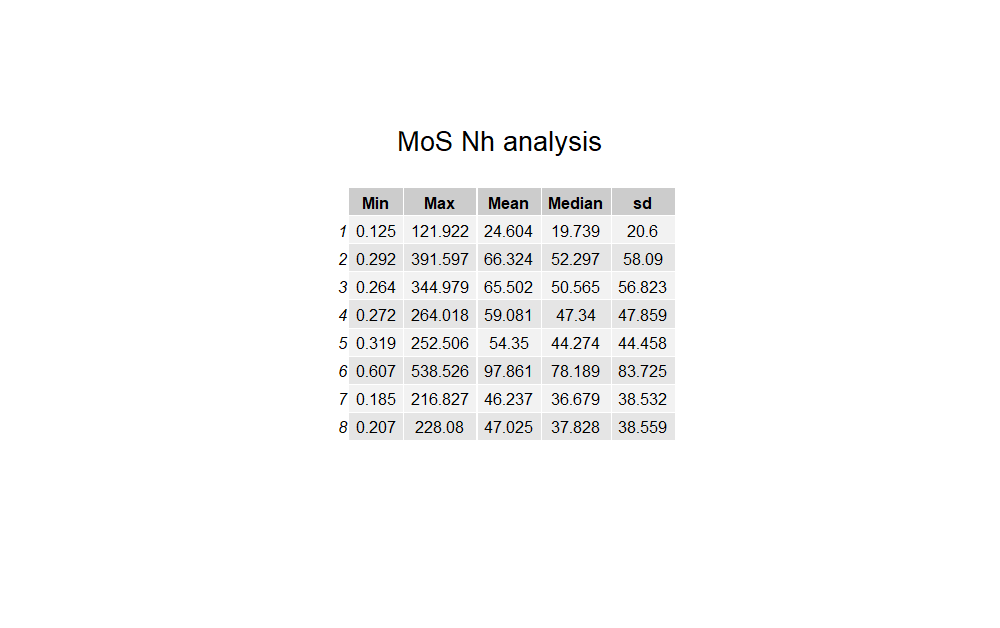 MoS Nh analysis
Min Max Mean Median sd
1 0.125 121.922 24.604 19.739 20.6
2 0.292 391.597 66.324 52.297 58.09
3 0.264 344.979 65.502 50.565 56.823
4 0.272 264.018 59.081 47.34 47.859
5 0.319 252.506 54.35 44.274 44.458
6 0.607 538.526 97.861 78.189 83.725
7 0.185 216.827 46.237 36.679 38.532
8 0.207 228.08 47.025 37.828 38.559